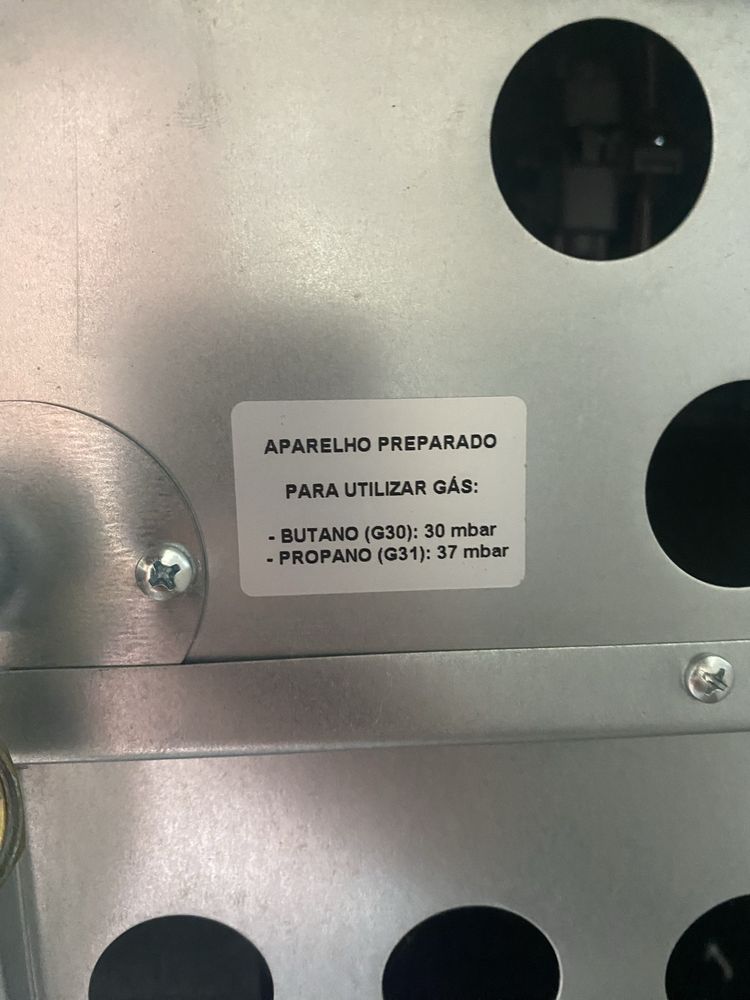 APARELHO PREPARADO
PARA UTILIZAR GÁS:
- BUTANO (G30): 30 mbar
- PROPANO (G31): 37 mbar